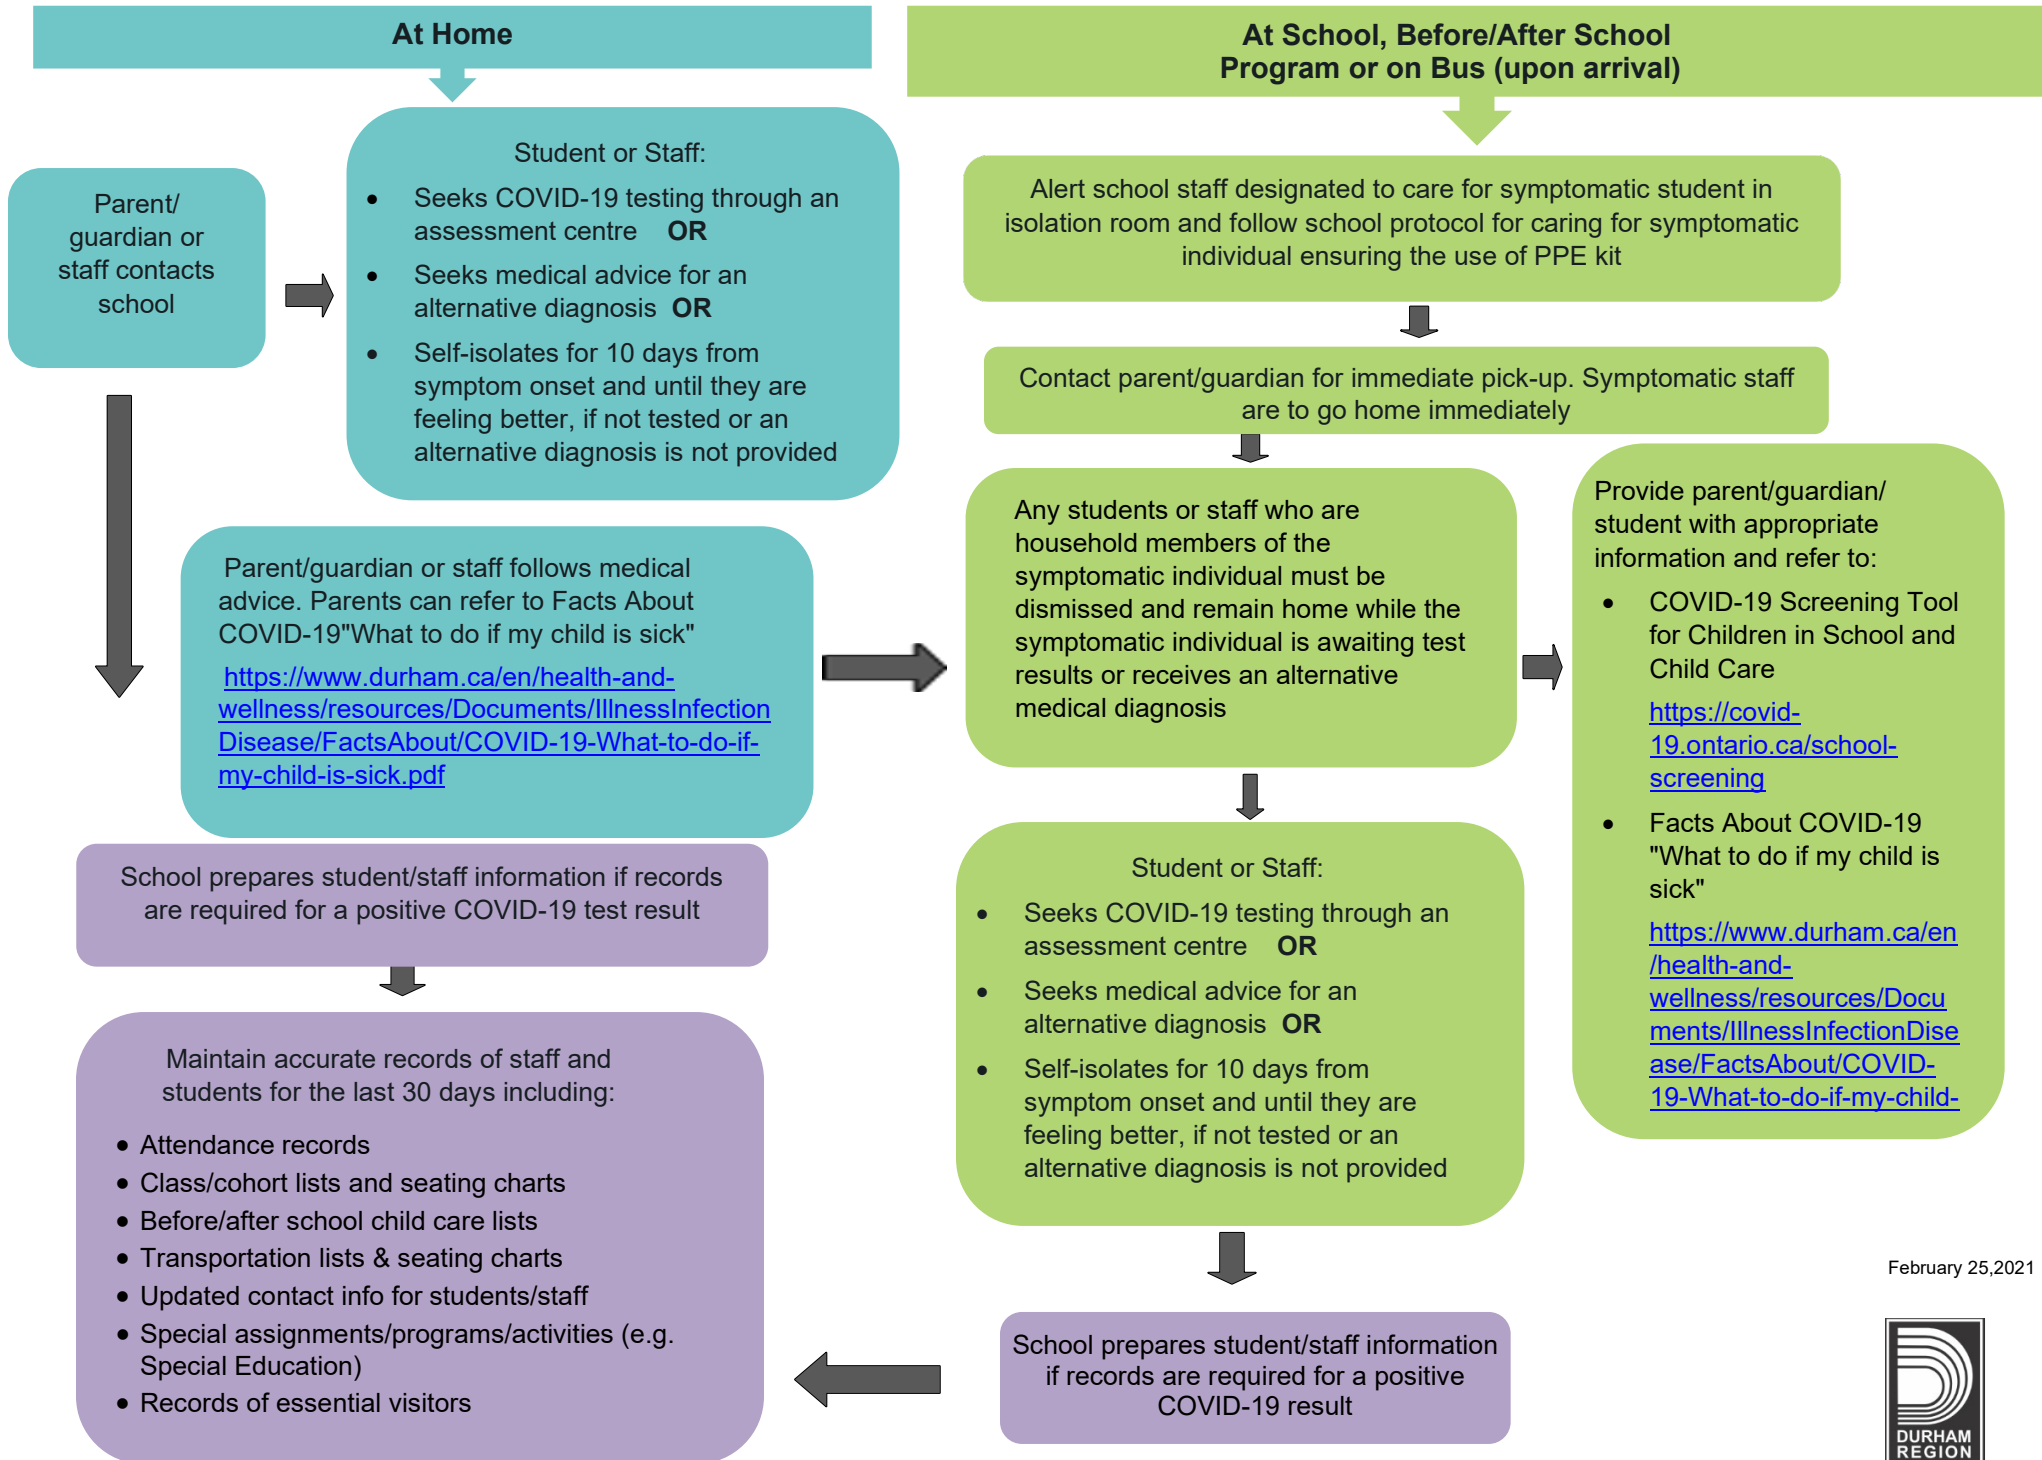 At Home
Parent/
guardian or
staff contacts
school
Student or Staff:
• Seeks COVID-19 testing through an
assessment centre OR
• Seeks medical advice for an
alternative diagnosis OR
• Self-isolates for 10 days from
symptom onset and until they are
feeling better, if not tested or an
alternative diagnosis is not provided
Parent/guardian or staff follows medical
advice. Parents can refer to Facts About
COVID-19"What to do if my child is sick"
https://www.durham.ca/en/health-and-
wellness/resources/Documents/IllnessInfection
Disease/FactsAbout/COVID-19-What-to-do-if-
my-child-is-sick.pdf
School prepares student/staff information if records
are required for a positive COVID-19 test result
Maintain accurate records of staff and
students for the last 30 days including:
• Attendance records
• Class/cohort lists and seating charts
• Before/after school child care lists
• Transportation lists & seating charts
• Updated contact info for students/staff
• Special assignments/programs/activities (e.g.
Special Education)
• Records of essential visitors
At School, Before/After School
Program or on Bus (upon arrival)
Alert school staff designated to care for symptomatic student in
isolation room and follow school protocol for caring for symptomatic
individual ensuring the use of PPE kit
Contact parent/guardian for immediate pick-up. Symptomatic staff
are to go home immediately
Any students or staff who are
household members of the
symptomatic individual must be
dismissed and remain home while the
symptomatic individual is awaiting test
results or receives an alternative
medical diagnosis
Provide parent/guardian/
student with appropriate
information and refer to:
• COVID-19 Screening Tool
for Children in School and
Child Care
https://covid-
19.ontario.ca/school-
screening
• Facts About COVID-19
"What to do if my child is
sick"
https://www.durham.ca/en
/health-and-
wellness/resources/Docu
ments/IllnessInfectionDise
ase/FactsAbout/COVID-
19-What-to-do-if-my-child-
Student or Staff:
• Seeks COVID-19 testing through an
assessment centre OR
• Seeks medical advice for an
alternative diagnosis OR
• Self-isolates for 10 days from
symptom onset and until they are
feeling better, if not tested or an
alternative diagnosis is not provided
School prepares student/staff information
if records are required for a positive
COVID-19 result
February 25,2021
DURHAM
REGION